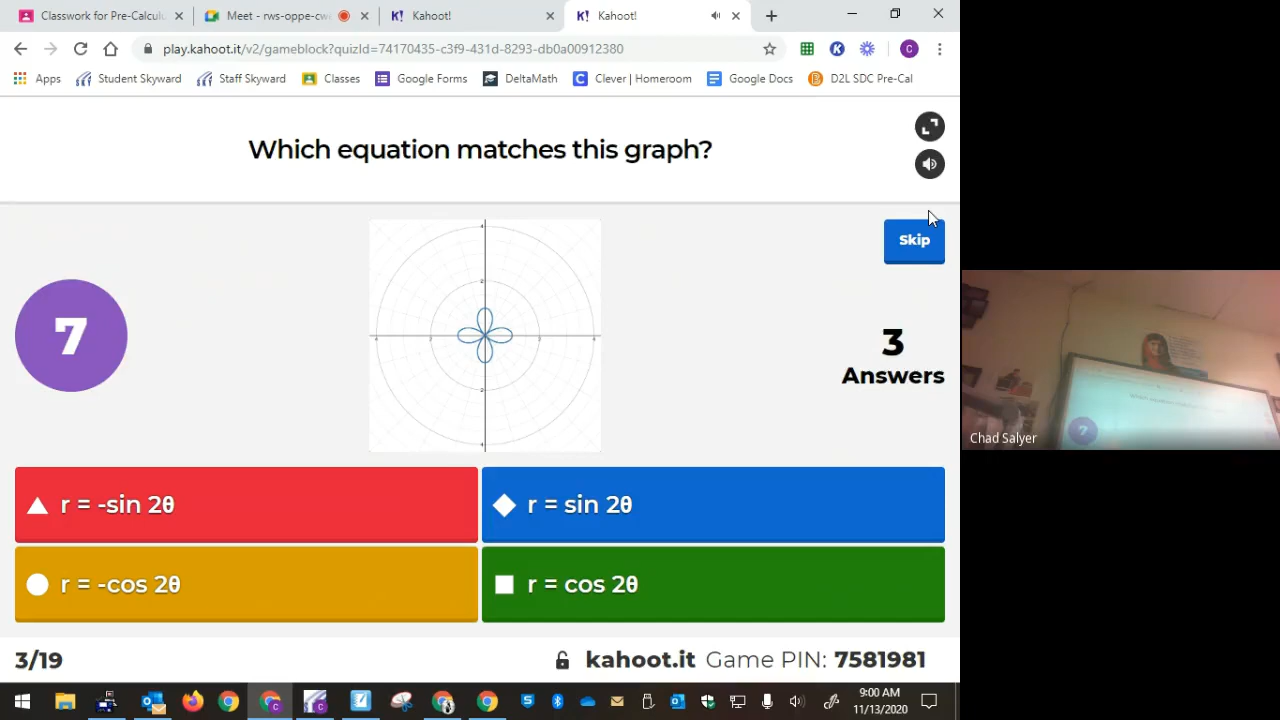 Classwork for Pre-Calcul
Meet - rws-oppe-cw
Kahoot!
Kahoot!
play.kahoot.it/v2/gameblock?quizId=74170435-c3f9-431d-8293-db0a00912380
Apps
Student Skyward
Staff Skyward
Classes
Google Forms
DeltaMath
Clever | Homeroom
Google Docs
D2L SDC Pre-Cal
Which equation matches this graph?
Skip
7
3
Answers
r = -sin 2θ
r = sin 2θ
r = -cos 2θ
r = cos 2θ
3/19
kahoot.it Game PIN: 7581981
9:00 AM
11/13/2020
7
Chad Salyer